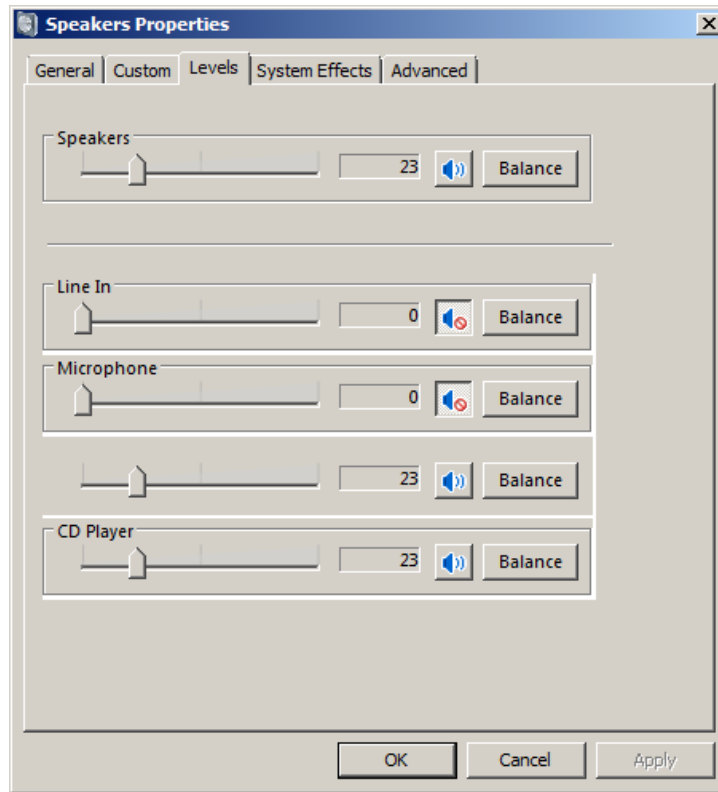 Speakers Properties
General Custom Levels System Effects Advanced
Speakers
23 Balance
Line In
0 Balance
Microphone
0 Balance
23 Balance
CD Player
23 Balance
OK Cancel Apply